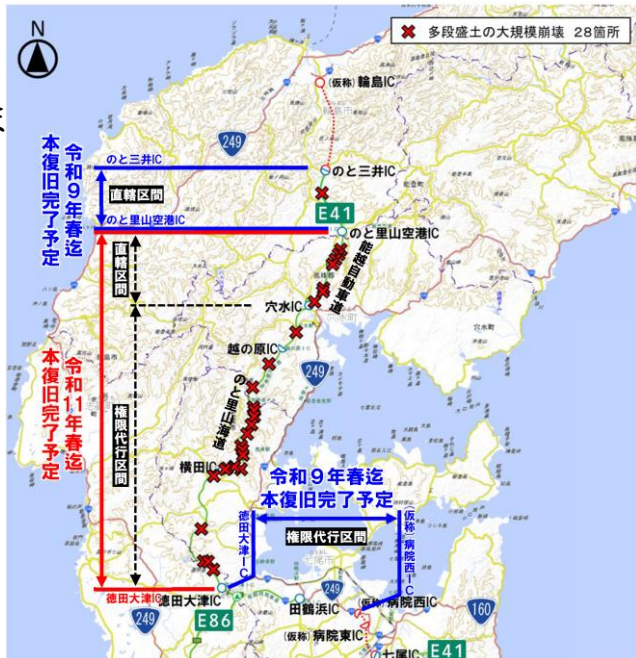 N
✖ 多段盛土の大規模崩壊 28箇所
(仮称)輪島IC
249
のと三井IC
のと三井IC
令和9年春迄
本復旧完了予定
直轄区間
E41
のと里山空港IC
のと里山空港IC
能越自動車道
直轄区間
穴水IC
穴水町
越の原IC
249
令和11年春迄
本復旧完了予定
権限代行区間
のと里山海道
横田IC
令和9年春迄
本復旧完了予定
徳田大津IC
権限代行区間
(仮称)病院西IC
徳田大津IC
徳田大津IC
249
E86
田鶴浜IC
249
(仮称)病院西IC
160
(仮称)病院東IC
七尾IC
E41